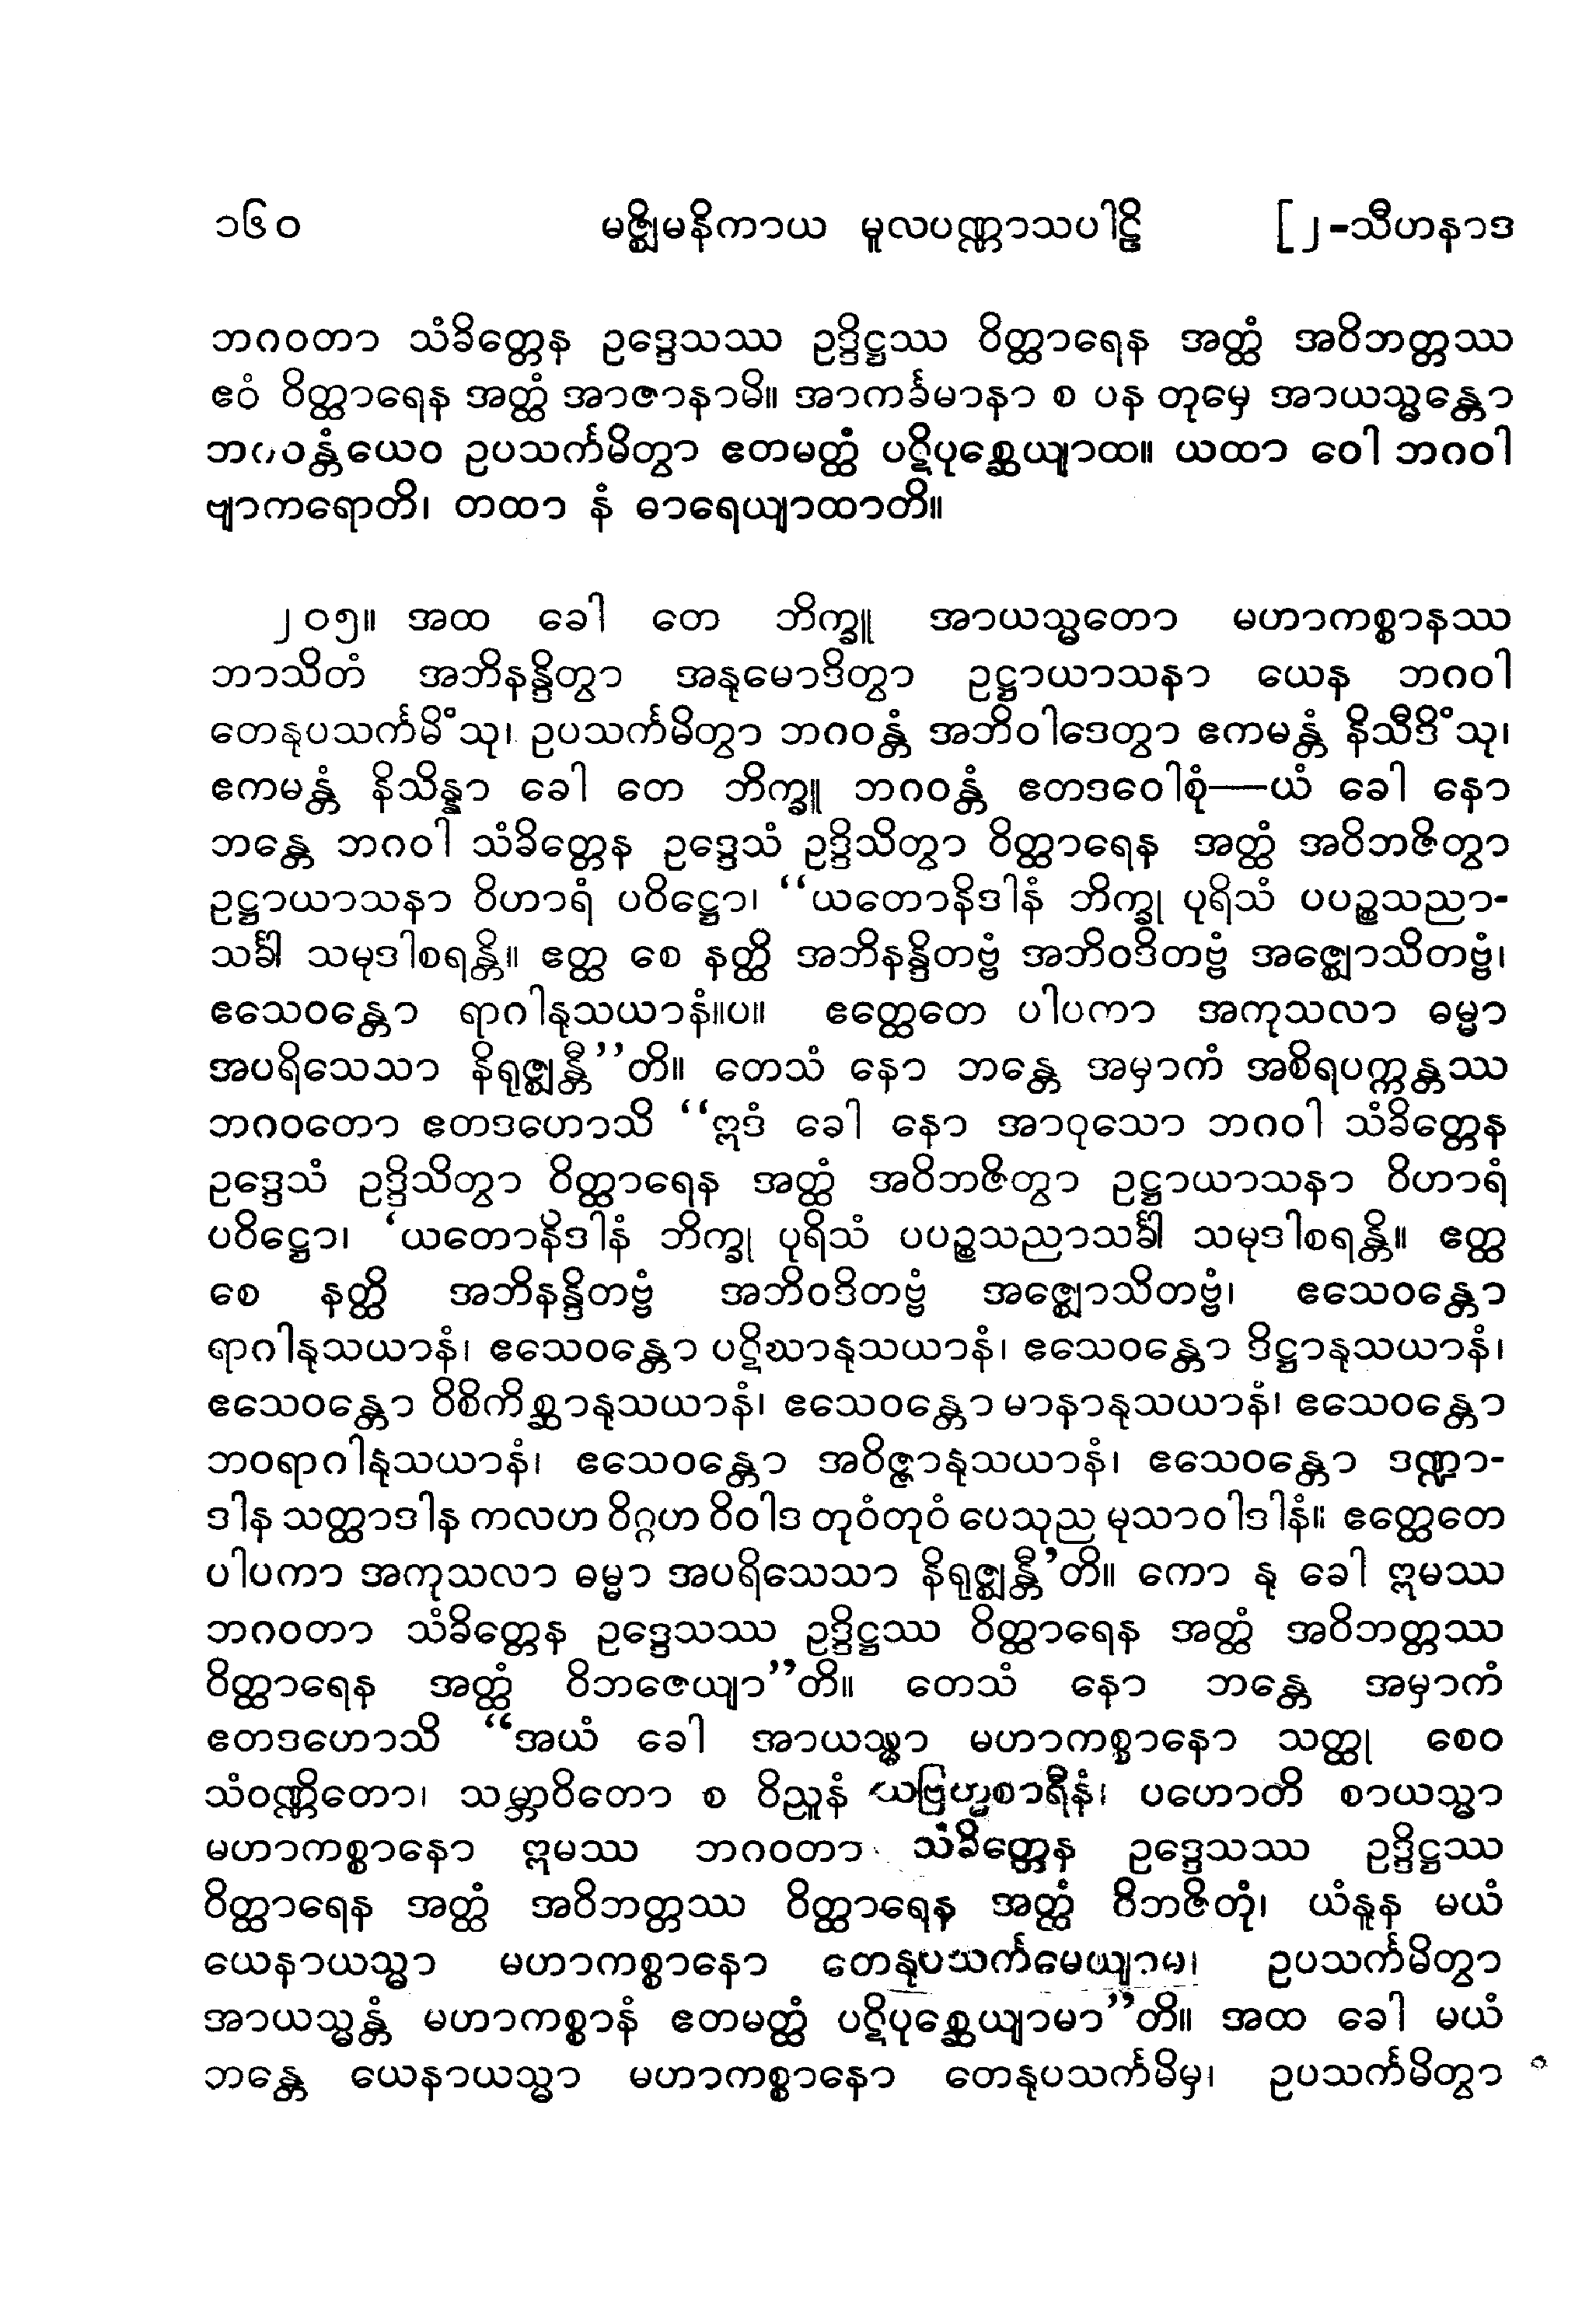 ၁၆၀ မဇ္ဈိမနိကာယ မူလပဏ္ဏာသပါဠိ [၂-သီဟနာဒ
ဘဂဝတာ သံခိတ္တေန ဥဒ္ဒေသဿ ဥဒ္ဒိဋ္ဌဿ ဝိတ္ထာရေန အတ္ထံ အဝိဘတ္တဿ
ဧဝံ ဝိတ္ထာရေန အတ္ထံ အာဇာနာမိ။ အာကင်္ခမာနာ စ ပန တုမှေ အာယသ္မန္တော
ဘဂဝန္တံယေဝ ဥပသင်္ကမိတွာ ဧတမတ္ထံ ပဋိပုစ္ဆေယျာထ။ ယထာ ဝေါ ဘဂဝါ
ဗျာကရောတိ၊ တထာ နံ ဓာရေယျာထာတိ။
၂၀၅။ အထ ခေါ တေ ဘိက္ခူ အာယသ္မတော မဟာကစ္စာနဿ
ဘာသိတံ အဘိနန္ဒိတွာ အနုမောဒိတွာ ဥဋ္ဌာယာသနာ ယေန ဘဂဝါ
တေနုပသင်္ကမိံသု၊ ဥပသင်္ကမိတွာ ဘဂဝန္တံ အဘိဝါဒေတွာ ဧကမန္တံ နိသီဒိံသု၊
ဧကမန္တံ နိသိန္နာ ခေါ တေ ဘိက္ခူ ဘဂဝန္တံ ဧတဒဝေါစုံ—ယံ ခေါ နော
ဘန္တေ ဘဂဝါ သံခိတ္တေန ဥဒ္ဒေသံ ဥဒ္ဒိသိတွာ ဝိတ္ထာရေန အတ္ထံ အဝိဘဇိတွာ
ဥဋ္ဌာယာသနာ ဝိဟာရံ ပဝိဋ္ဌော၊ “ယတောနိဒါနံ ဘိက္ခု ပုရိသံ ပပဉ္စသညာ-
သင်္ခါ သမုဒါစရန္တိ။ ဧတ္ထ စေ နတ္ထိ အဘိနန္ဒိတဗ္ဗံ အဘိဝဒိတဗ္ဗံ အဇ္ဈောသိတဗ္ဗံ၊
ဧသေဝန္တော ရာဂါနုသယာနံ။ပ။ ဧတ္ထေတေ ပါပကာ အကုသလာ ဓမ္မာ
အပရိသေသာ နိရုဇ္ဈန္တီ”တိ။ တေသံ နော ဘန္တေ အမှာကံ အစိရပက္ကန္တဿ
ဘဂဝတော ဧတဒဟောသိ “ဣဒံ ခေါ နော အာဝုသော ဘဂဝါ သံခိတ္တေန
ဥဒ္ဒေသံ ဥဒ္ဒိသိတွာ ဝိတ္ထာရေန အတ္ထံ အဝိဘဇိတွာ ဥဋ္ဌာယာသနာ ဝိဟာရံ
ပဝိဋ္ဌော၊ ‘ယတောနိဒါနံ ဘိက္ခု ပုရိသံ ပပဉ္စသညာသင်္ခါ သမုဒါစရန္တိ။ ဧတ္ထ
စေ နတ္ထိ အဘိနန္ဒိတဗ္ဗံ အဘိဝဒိတဗ္ဗံ အဇ္ဈောသိတဗ္ဗံ၊ ဧသေဝန္တော
ရာဂါနုသယာနံ၊ ဧသေဝန္တော ပဋိဃာနုသယာနံ၊ ဧသေဝန္တော ဒိဋ္ဌာနုသယာနံ၊
ဧသေဝန္တော ဝိစိကိစ္ဆာနုသယာနံ၊ ဧသေဝန္တော မာနာနုသယာနံ၊ ဧသေဝန္တော
ဘဝရာဂါနုသယာနံ၊ ဧသေဝန္တော အဝိဇ္ဇာနုသယာနံ၊ ဧသေဝန္တော ဒဏ္ဍာ-
ဒါန သတ္ထာဒါန ကလဟ ဝိဂ္ဂဟ ဝိဝါဒ တုဝံတုဝံ ပေသုည မုသာဝါဒါနံ။ ဧတ္ထေတေ
ပါပကာ အကုသလာ ဓမ္မာ အပရိသေသာ နိရုဇ္ဈန္တီ’တိ။ ကော နု ခေါ ဣမဿ
ဘဂဝတာ သံခိတ္တေန ဥဒ္ဒေသဿ ဥဒ္ဒိဋ္ဌဿ ဝိတ္ထာရေန အတ္ထံ အဝိဘတ္တဿ
ဝိတ္ထာရေန အတ္ထံ ဝိဘဇေယျာ”တိ။ တေသံ နော ဘန္တေ အမှာကံ
ဧတဒဟောသိ “အယံ ခေါ အာယသ္မာ မဟာကစ္စာနော သတ္ထု စေဝ
သံဝဏ္ဏိတော၊ သမ္ဘာဝိတော စ ဝိညူနံ သဗြဟ္မစာရီနံ၊ ပဟောတိ စာယသ္မာ
မဟာကစ္စာနော ဣမဿ ဘဂဝတာ သံခိတ္တေန ဥဒ္ဒေသဿ ဥဒ္ဒိဋ္ဌဿ
ဝိတ္ထာရေန အတ္ထံ အဝိဘတ္တဿ ဝိတ္ထာရေန အတ္ထံ ဝိဘဇိတုံ၊ ယံနူန မယံ
ယေနာယသ္မာ မဟာကစ္စာနော တေနုပသင်္ကမေယျာမ၊ ဥပသင်္ကမိတွာ
အာယသ္မန္တံ မဟာကစ္စာနံ ဧတမတ္ထံ ပဋိပုစ္ဆေယျာမာ”တိ။ အထ ခေါ မယံ
ဘန္တေ ယေနာယသ္မာ မဟာကစ္စာနော တေနုပသင်္ကမိမှ၊ ဥပသင်္ကမိတွာ